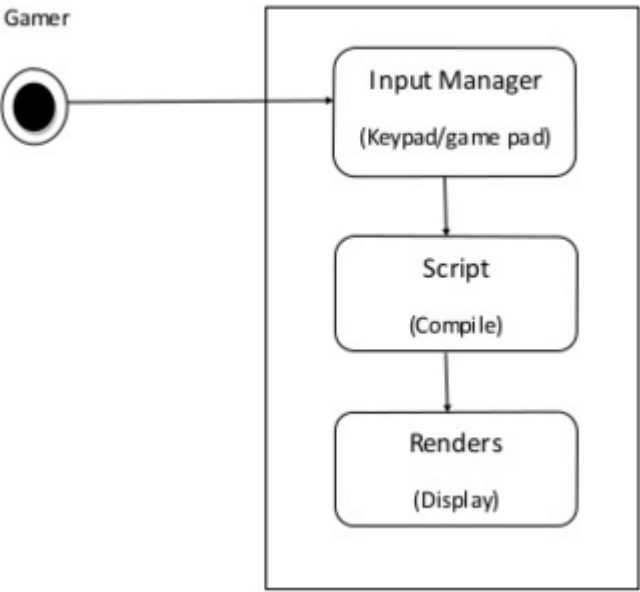 Gamer
Input Manager
(Keypad/game pad)
Script
(Compile)
Renders
(Display)